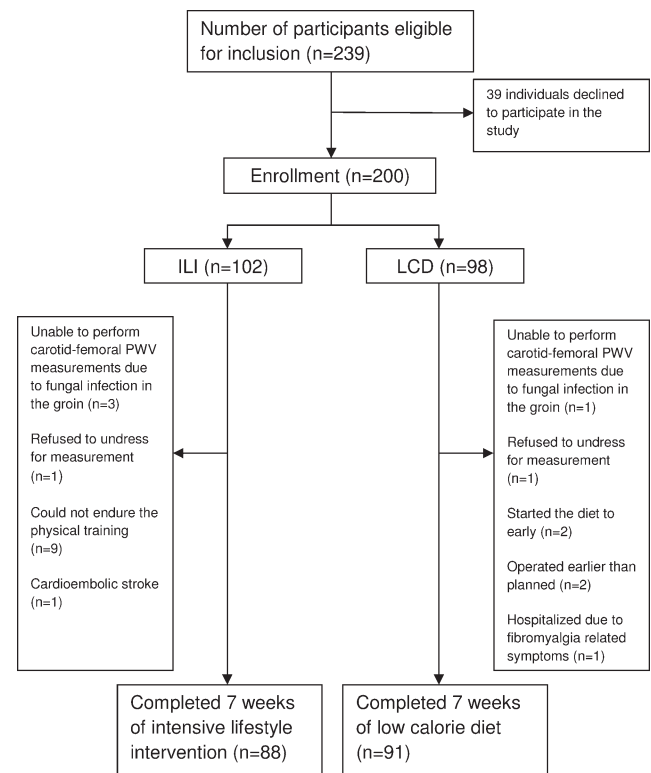 Number of participants eligible
for inclusion (n=239)
39 individuals declined
to participate in the
study
Enrollment (n=200)
ILI (n=102)
LCD (n=98)
Unable to perform
carotid-femoral PWV
measurements due
to fungal infection in
the groin (n=3)
Refused to undress
for measurement
(n=1)
Could not endure the
physical training
(n=9)
Cardioembolic stroke
(n=1)
Unable to perform
carotid-femoral PWV
measurements due
to fungal infection in
the groin (n=1)
Refused to undress
for measurement
(n=1)
Started the diet to
early (n=2)
Operated earlier than
planned (n=2)
Hospitalized due to
fibromyalgia related
symptoms (n=1)
Completed 7 weeks
of intensive lifestyle
intervention (n=88)
Completed 7 weeks
of low calorie diet
(n=91)